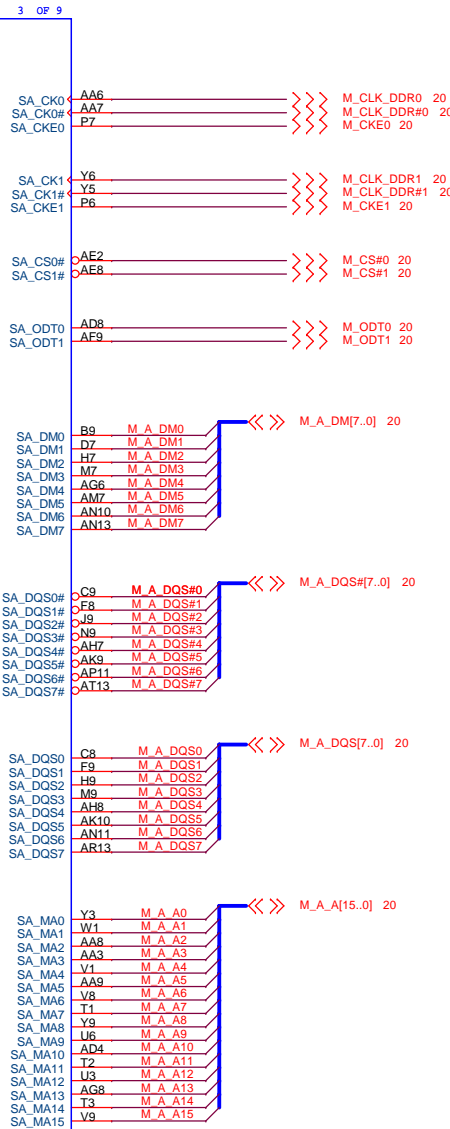 3 OF 9
SA_CK0 AA6 M_CLK_DDR0 20
SA_CK0# AA7 M_CLK_DDR#0 20
SA_CKE0 P7 M_CKE0 20
SA_CK1 Y6 M_CLK_DDR1 20
SA_CK1# Y5 M_CLK_DDR#1 20
SA_CKE1 P6 M_CKE1 20
SA_CS0# AE2 M_CS#0 20
SA_CS1# AE8 M_CS#1 20
SA_ODT0 AD8 M_ODT0 20
SA_ODT1 AF9 M_ODT1 20
M_A_DM[7..0] 20
SA_DM0 B9 M_A_DM0
SA_DM1 D7 M_A_DM1
SA_DM2 H7 M_A_DM2
SA_DM3 M7 M_A_DM3
SA_DM4 AG6 M_A_DM4
SA_DM5 AM7 M_A_DM5
SA_DM6 AN10 M_A_DM6
SA_DM7 AN13 M_A_DM7
M_A_DQS#[7..0] 20
SA_DQS0# C9 M_A_DQS#0
SA_DQS1# F8 M_A_DQS#1
SA_DQS2# J9 M_A_DQS#2
SA_DQS3# N9 M_A_DQS#3
SA_DQS4# AH7 M_A_DQS#4
SA_DQS5# AK9 M_A_DQS#5
SA_DQS6# AP11 M_A_DQS#6
SA_DQS7# AT13 M_A_DQS#7
M_A_DQS[7..0] 20
SA_DQS0 C8 M_A_DQS0
SA_DQS1 F9 M_A_DQS1
SA_DQS2 H9 M_A_DQS2
SA_DQS3 M9 M_A_DQS3
SA_DQS4 AH8 M_A_DQS4
SA_DQS5 AK10 M_A_DQS5
SA_DQS6 AN11 M_A_DQS6
SA_DQS7 AR13 M_A_DQS7
M_A_A[15..0] 20
SA_MA0 Y3 M_A_A0
SA_MA1 W1 M_A_A1
SA_MA2 AA8 M_A_A2
SA_MA3 AA3 M_A_A3
SA_MA4 V1 M_A_A4
SA_MA5 AA9 M_A_A5
SA_MA6 V8 M_A_A6
SA_MA7 T1 M_A_A7
SA_MA8 Y9 M_A_A8
SA_MA9 U6 M_A_A9
SA_MA10 AD4 M_A_A10
SA_MA11 T2 M_A_A11
SA_MA12 U3 M_A_A12
SA_MA13 AG8 M_A_A13
SA_MA14 T3 M_A_A14
SA_MA15 V9 M_A_A15